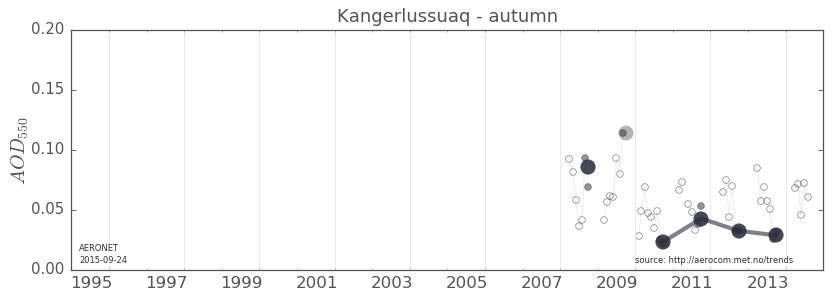 Kangerlussuaq - autumn
0.20
0.15
0.10
0.05
0.00
AOD550
AERONET
2015-09-24
source: http://aerocom.met.no/trends
1995 1997 1999 2001 2003 2005 2007 2009 2011 2013